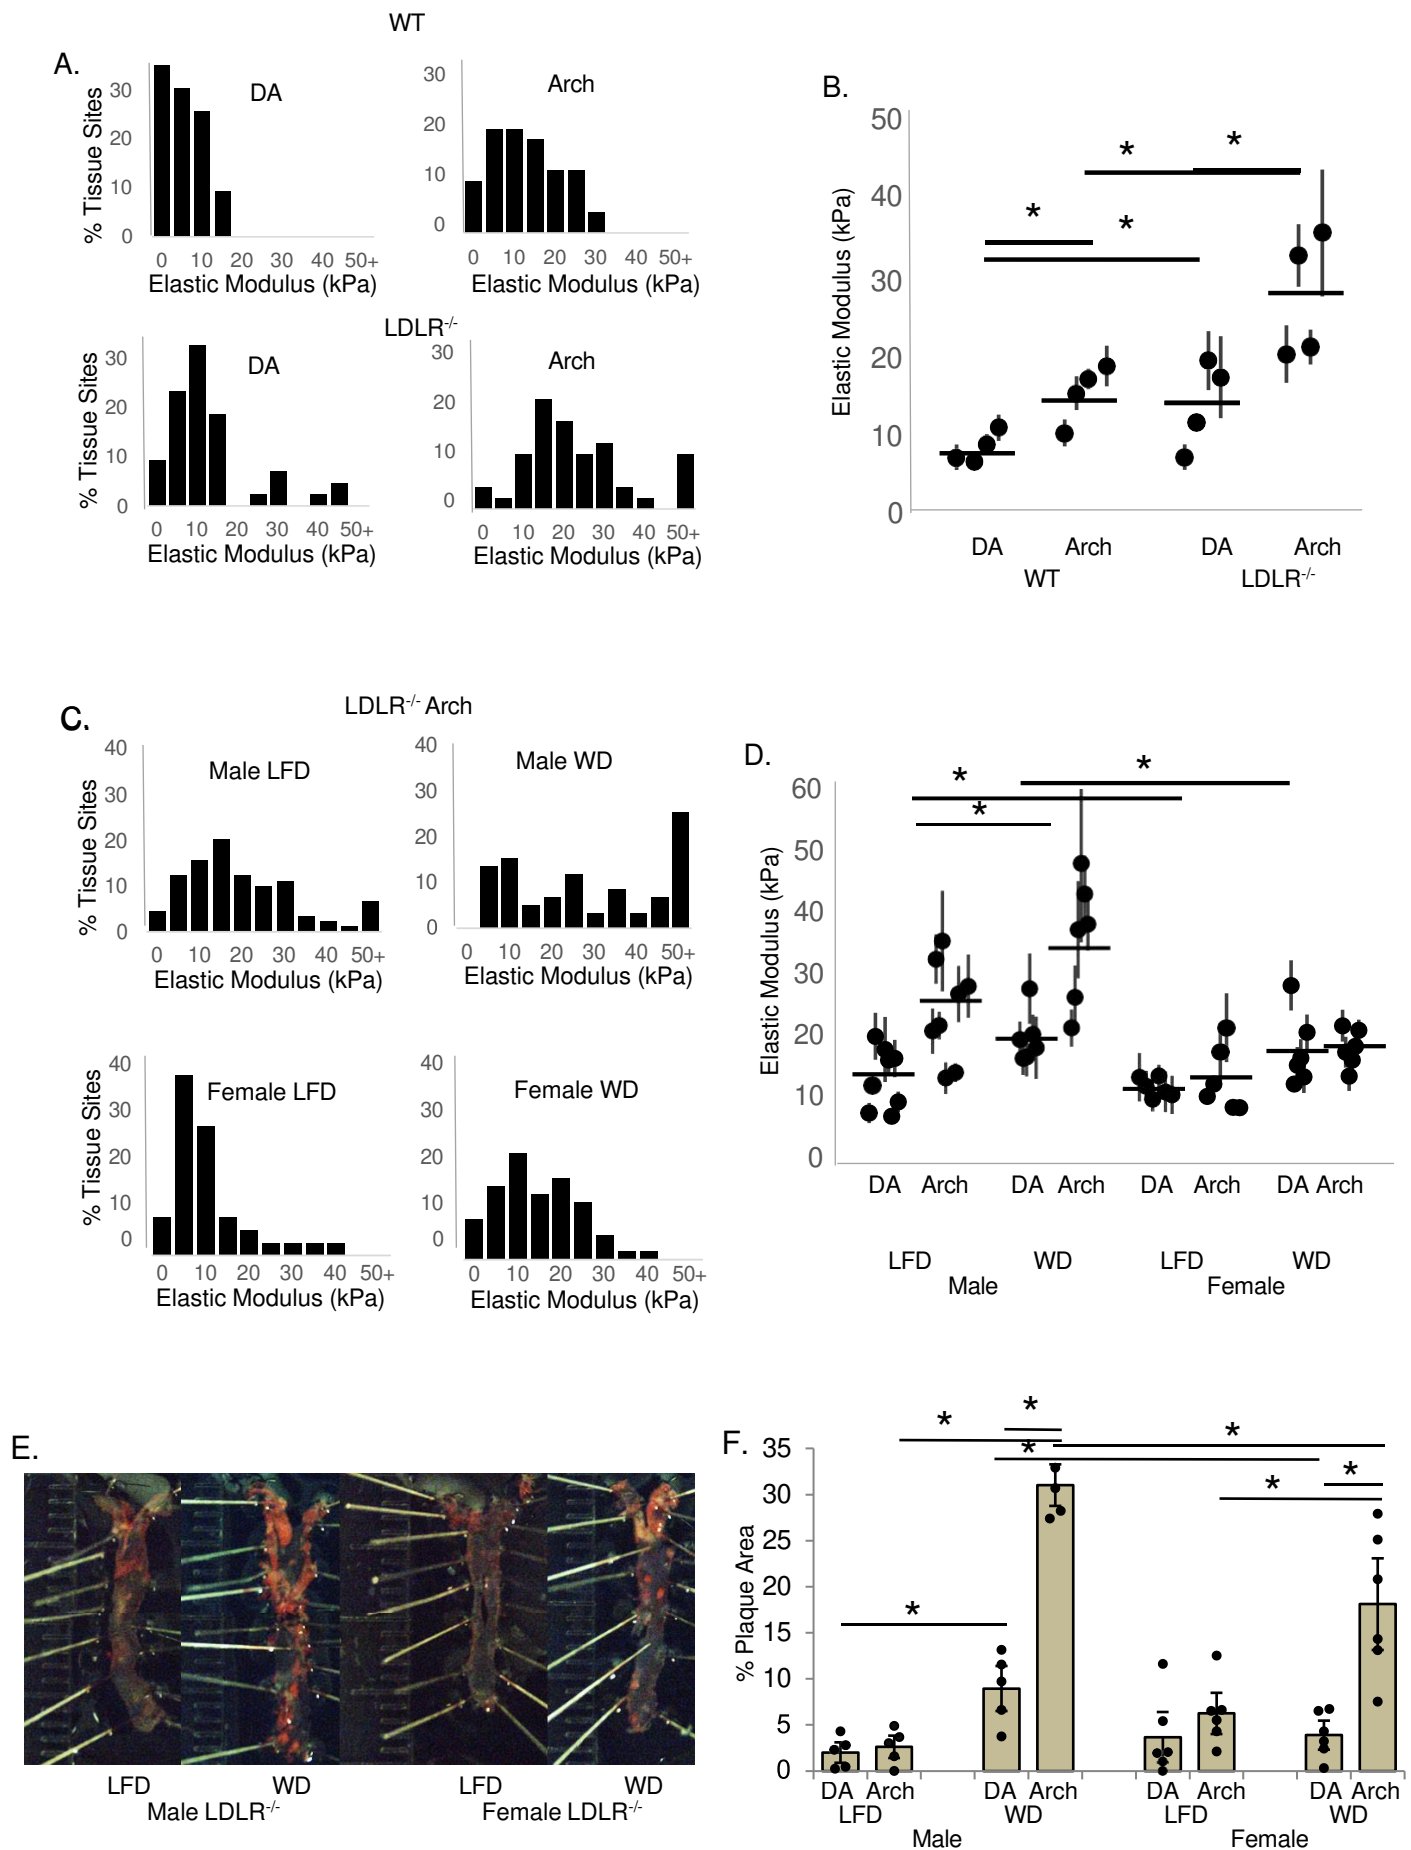 WT
A.
DA
% Tissue Sites
30
20
10
0
0 10 20 30 40 50+
Elastic Modulus (kPa)
Arch
30
20
10
0
0 10 20 30 40 50+
Elastic Modulus (kPa)
LDLR-/-
DA
% Tissue Sites
30
20
10
0
0 10 20 30 40 50+
Elastic Modulus (kPa)
Arch
30
20
10
0
0 10 20 30 40 50+
Elastic Modulus (kPa)
B.
Elastic Modulus (kPa)
50
40
30
20
10
0
* * * *
DA Arch DA Arch
WT LDLR-/-
C.
LDLR-/- Arch
Male LFD
% Tissue Sites
40
30
20
10
0
0 10 20 30 40 50+
Elastic Modulus (kPa)
Male WD
40
30
20
10
0
0 10 20 30 40 50+
Elastic Modulus (kPa)
Female LFD
% Tissue Sites
40
30
20
10
0
0 10 20 30 40 50+
Elastic Modulus (kPa)
Female WD
40
30
20
10
0
0 10 20 30 40 50+
Elastic Modulus (kPa)
D.
Elastic Modulus (kPa)
60
50
40
30
20
10
0
* * *
DA Arch DA Arch DA Arch DA Arch
LFD WD LFD WD
Male Female
E.
LFD WD LFD WD
Male LDLR-/- Female LDLR-/-
F.
% Plaque Area
35
30
25
20
15
10
5
0
* * * * * * *
DA Arch DA Arch DA Arch DA Arch
LFD WD LFD WD
Male Female